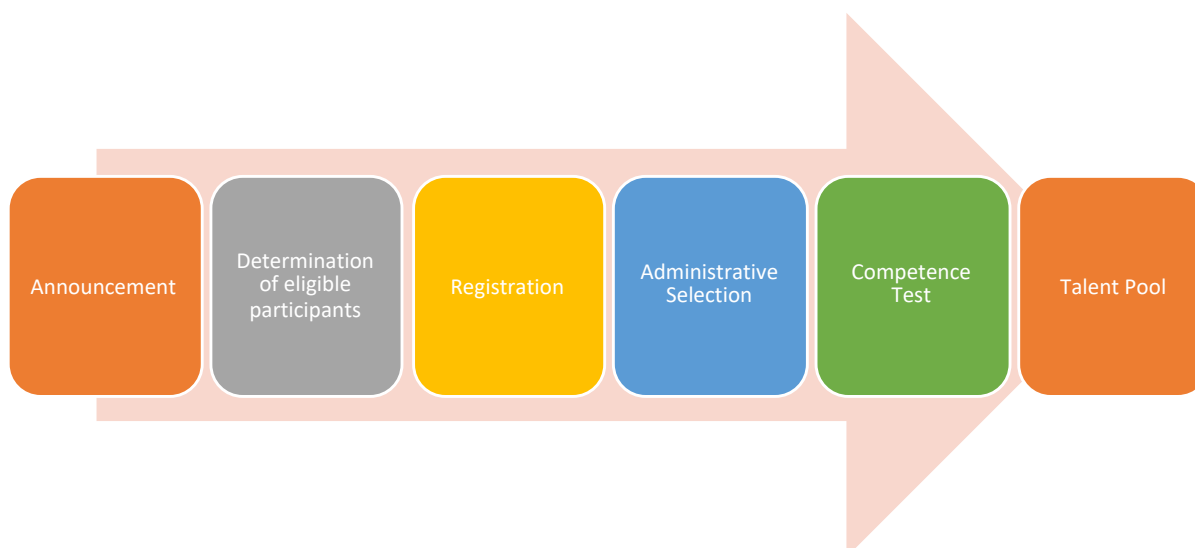 Announcement
Determination
of eligible
participants
Registration
Administrative
Selection
Competence
Test
Talent Pool